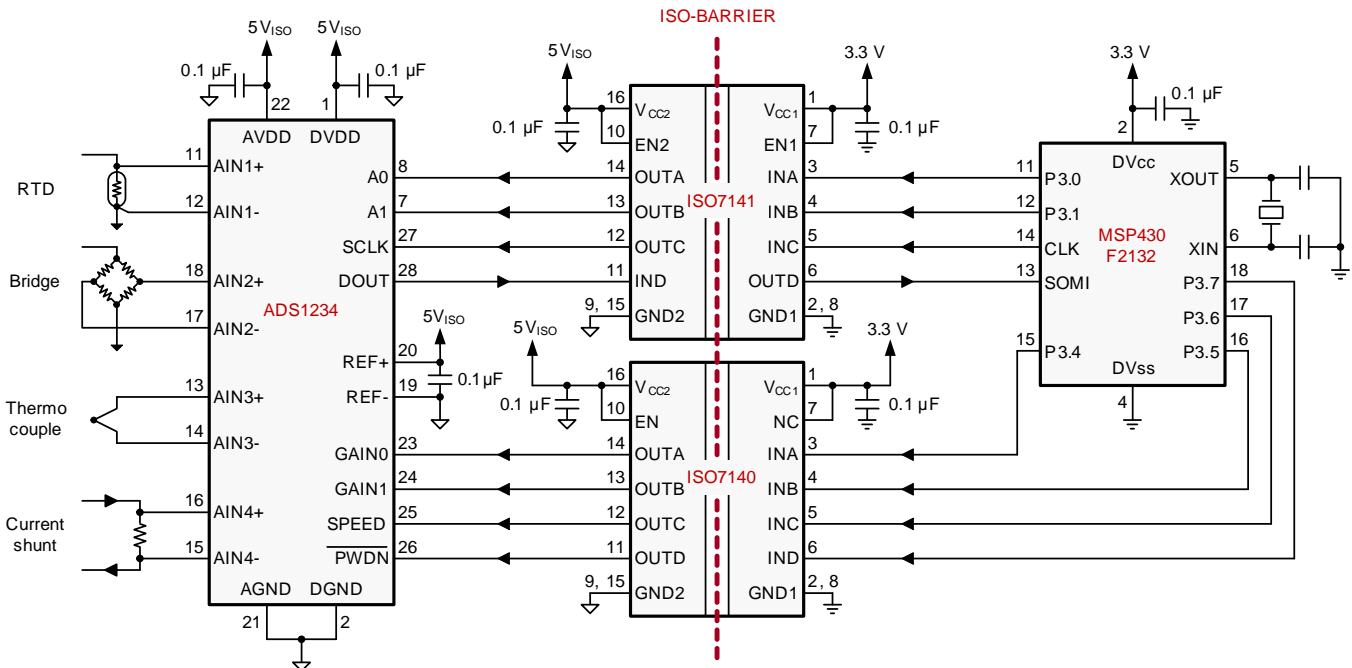 ISO-BARRIER
5VISO
5VISO
0.1 µF
0.1 µF
22
1
AVDD
DVDD
RTD
11
AIN1+
12
AIN1-
Bridge
18
AIN2+
17
AIN2-
Thermo
couple
13
AIN3+
14
AIN3-
Current
shunt
16
AIN4+
15
AIN4-
ADS1234
A0
8
A1
7
SCLK
27
DOUT
28
5VISO
REF+
20
0.1 µF
REF-
19
GAIN0
23
GAIN1
24
SPEED
25
PWDN
26
AGND
DGND
21
2
5VISO
0.1 µF
16
VCC2
10
EN2
14
OUTA
13
OUTB
12
OUTC
11
IND
9, 15
GND2
ISO7141
3.3 V
0.1 µF
VCC1
1
EN1
7
INA
3
INB
4
INC
5
OUTD
6
GND1
2, 8
5VISO
0.1 µF
16
VCC2
10
EN
14
OUTA
13
OUTB
12
OUTC
11
OUTD
9, 15
GND2
ISO7140
3.3 V
0.1 µF
VCC1
1
NC
7
INA
3
INB
4
INC
5
IND
6
GND1
2, 8
3.3 V
0.1 µF
2
DVcc
11
P3.0
12
P3.1
14
CLK
13
SOMI
15
P3.4
MSP430
F2132
XOUT
5
XIN
6
P3.7
18
P3.6
17
P3.5
16
DVss
4